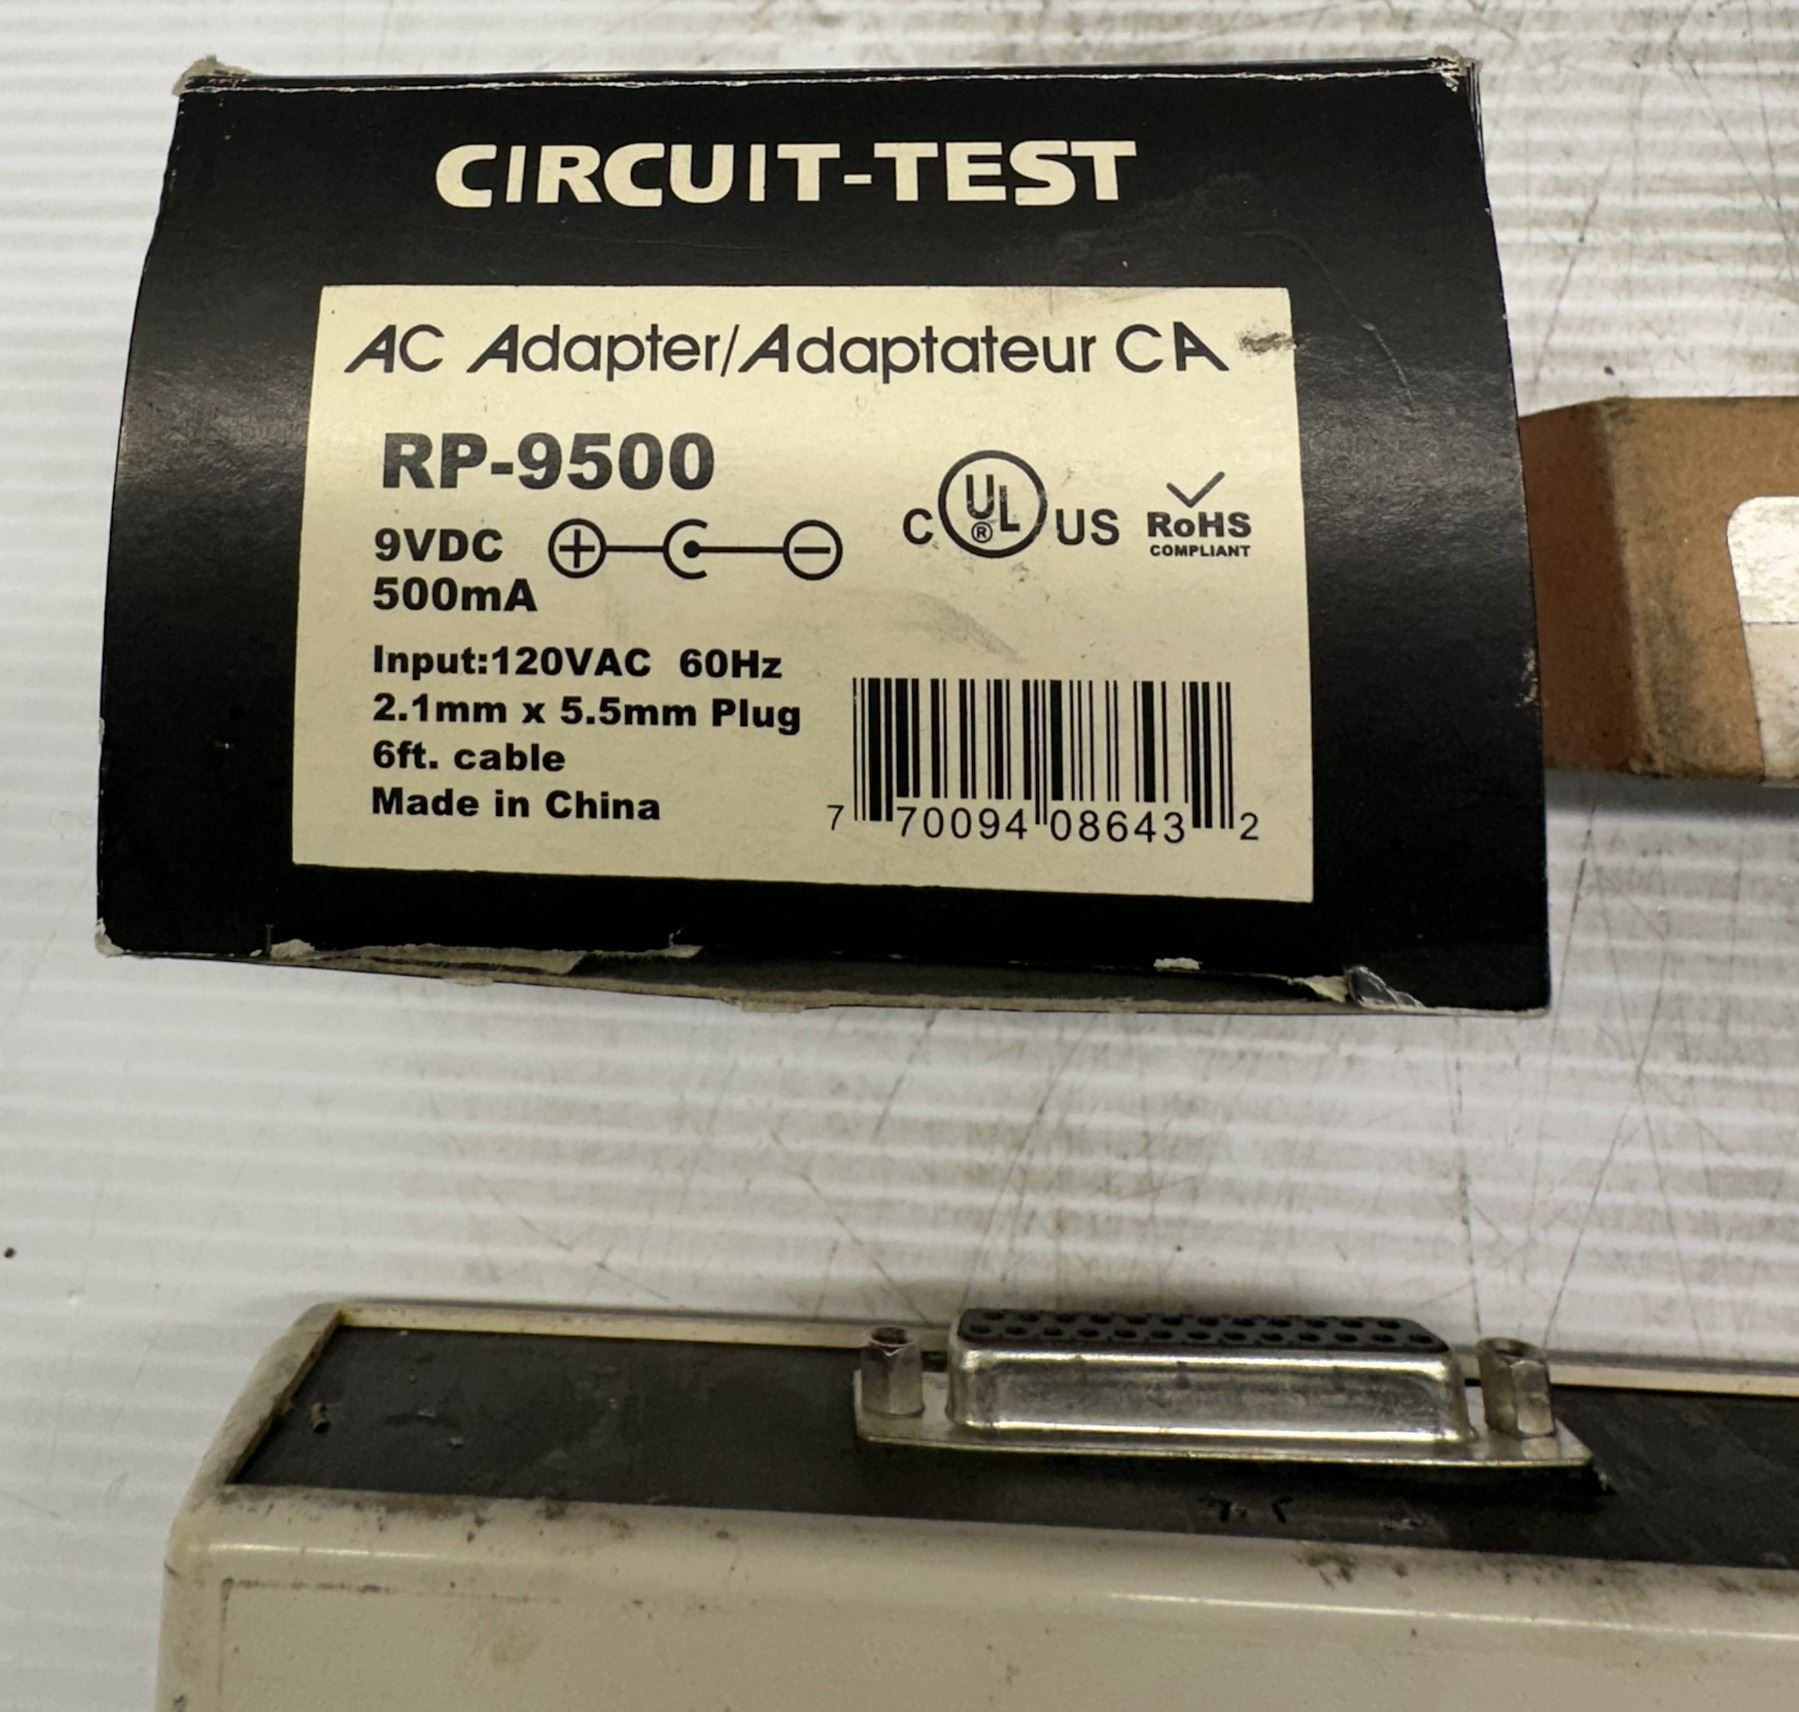 CIRCUIT-TEST
AC Adapter/Adaptateur CA
RP-9500
9VDC
500mA
Input:120VAC 60Hz
2.1mm x 5.5mm Plug
6ft. cable
Made in China
C UL ® US
RoHS
COMPLIANT
7 70094 08643 2